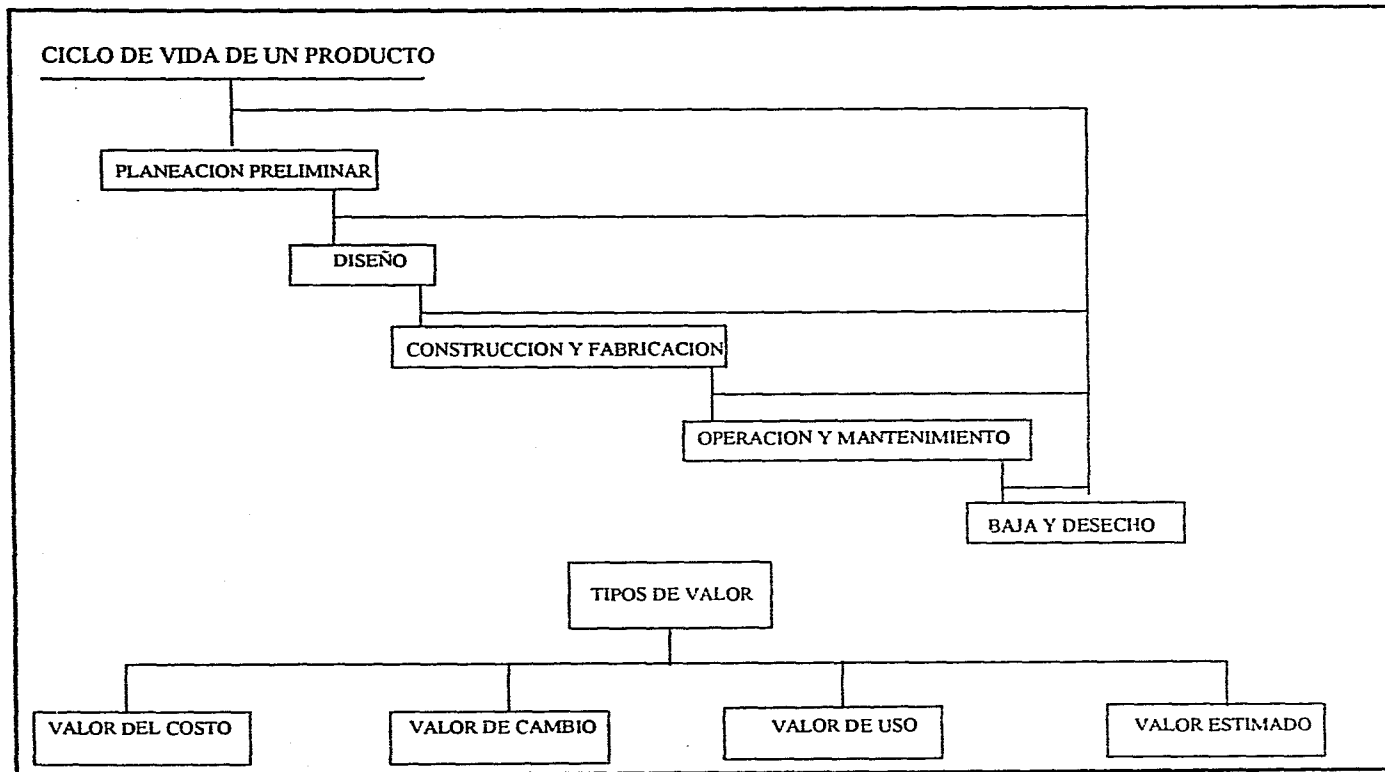 CICLO DE VIDA DE UN PRODUCTO
PLANEACION PRELIMINAR
DISEÑO
CONSTRUCCION Y FABRICACION
OPERACION Y MANTENIMIENTO
BAJA Y DESECHO
TIPOS DE VALOR
VALOR DEL COSTO
VALOR DE CAMBIO
VALOR DE USO
VALOR ESTIMADO